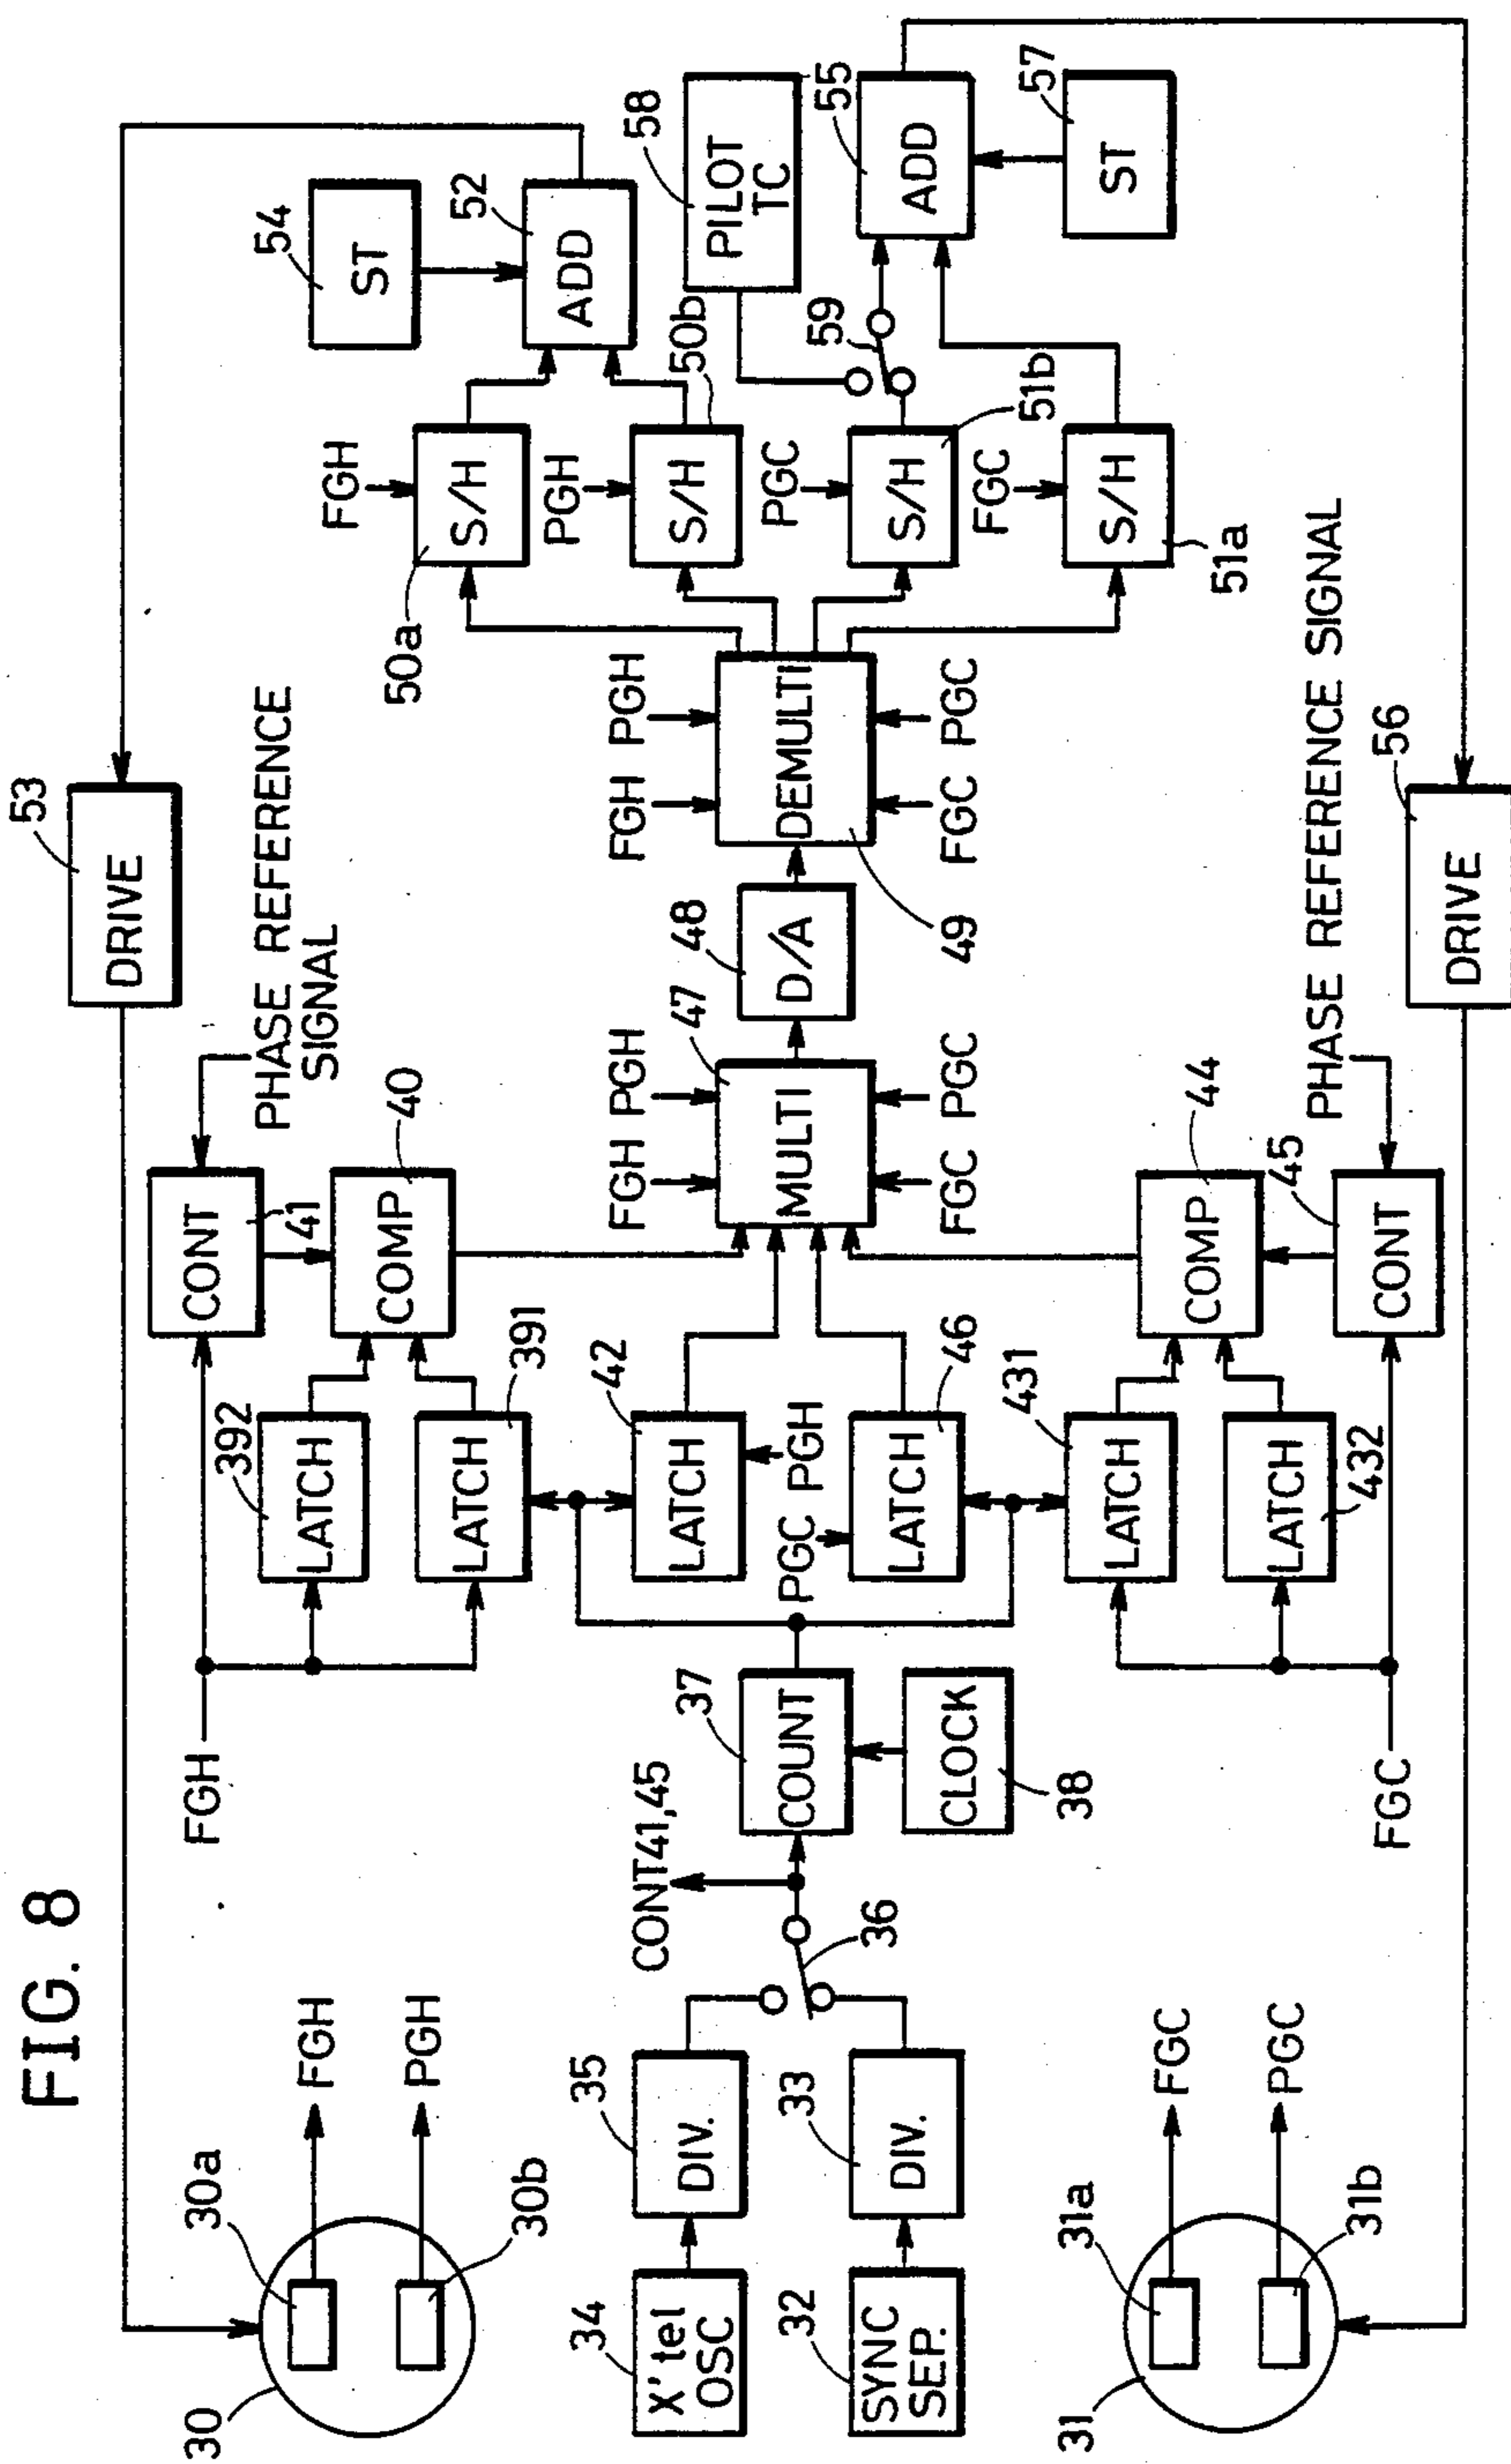 FIG. 8
53
DRIVE
54
ST
52
ADD
58
PILOT
TC
55
ADD
57
ST
FGH
S/H
50a
PGH
S/H
50b
PGC
S/H
51b
59
FGC
S/H
51a
PHASE REFERENCE
SIGNAL
CONT
41
COMP
40
392
LATCH
LATCH
391
42
LATCH
PGH
PGC
LATCH
46
431
LATCH
LATCH
432
FGH
FGH PGH
MULTI
47
FGC PGC
D/A
48
FGH PGH
DEMULTI
49
FGC PGC
COMP
44
CONT
45
PHASE REFERENCE SIGNAL
56
DRIVE
FGC
37
COUNT
CLOCK
38
CONT41,45
36
35
DIV.
33
DIV.
34
X'tel
OSC
32
SYNC
SEP.
30
30a
FGH
30b
PGH
31
31a
FGC
31b
PGC